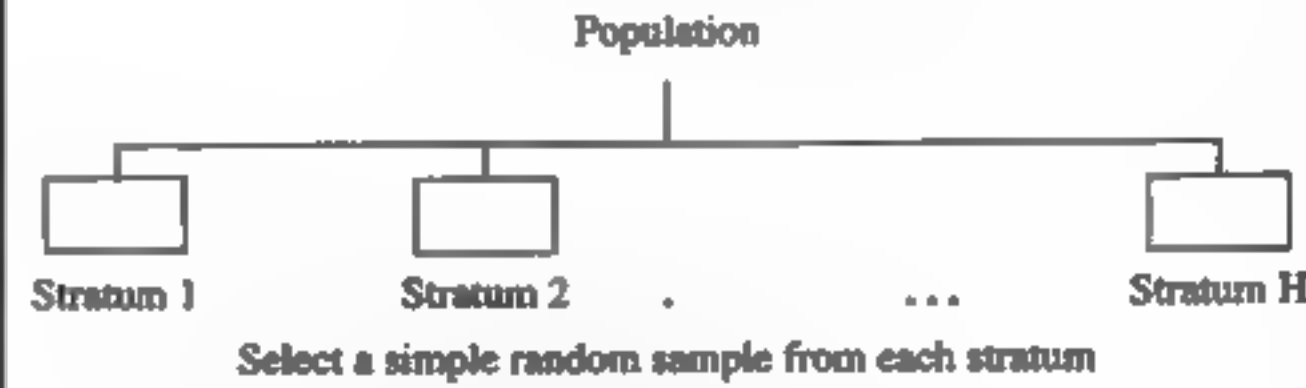 Population
Stratum 1 Stratum 2 . ... Stratum H
Select a simple random sample from each stratum